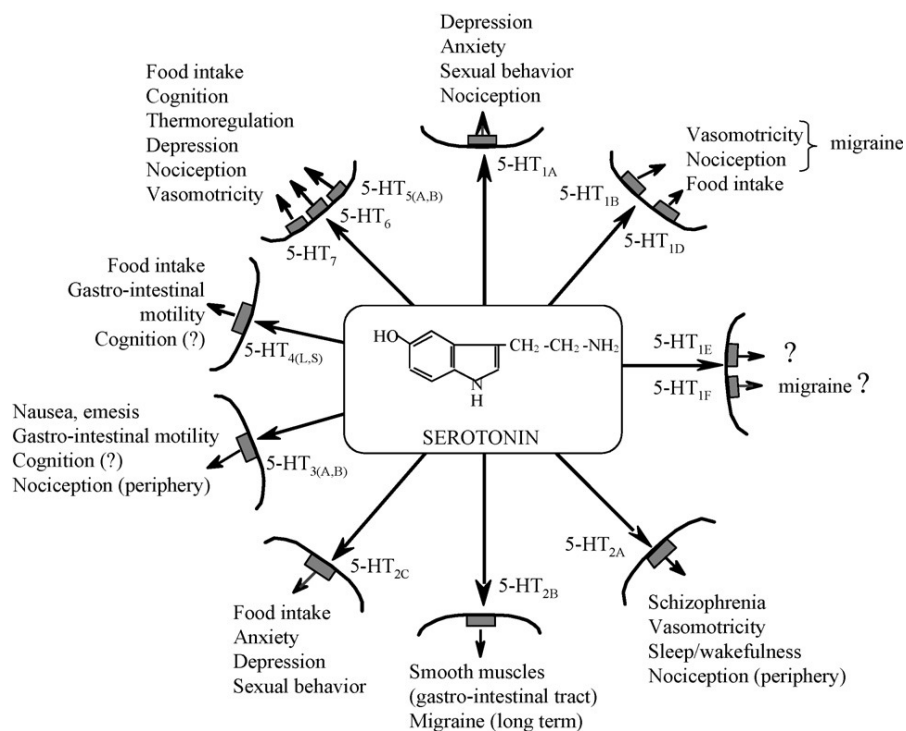 Depression
Anxiety
Sexual behavior
Nociception
5-HT1A
Vasomotricity
Nociception
migraine
Food intake
5-HT1B
5-HT1D
Food intake
Cognition
Thermoregulation
Depression
Nociception
Vasomotricity
5-HT5(A,B)
5-HT6
5-HT7
Food intake
Gastro-intestinal
motility
Cognition (?)
5-HT4(L,S)
HO
CH2 -CH2 -NH2
N
H
SEROTONIN
5-HT1E
?
5-HT1F
migraine ?
Nausea, emesis
Gastro-intestinal motility
Cognition (?)
Nociception (periphery)
5-HT3(A,B)
5-HT2C
Food intake
Anxiety
Depression
Sexual behavior
5-HT2B
Smooth muscles
(gastro-intestinal tract)
Migraine (long term)
5-HT2A
Schizophrenia
Vasomotricity
Sleep/wakefulness
Nociception (periphery)